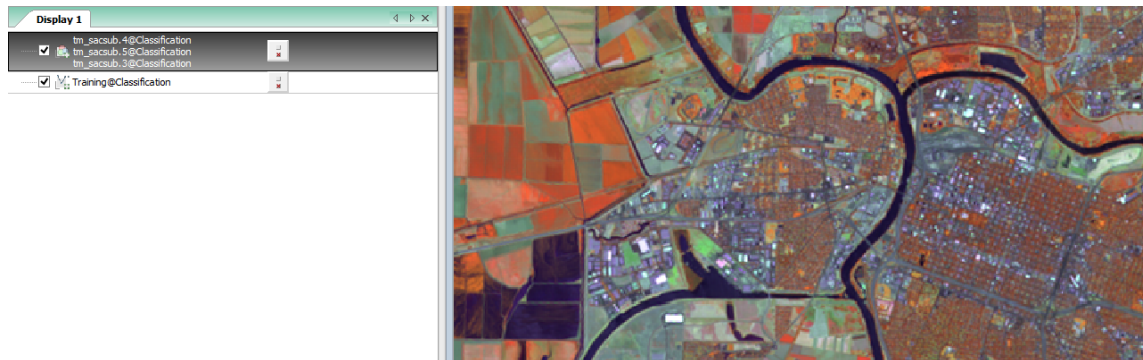 Display 1
tm_sacsub.4@Classification
tm_sacsub.5@Classification
tm_sacsub.3@Classification
Training@Classification